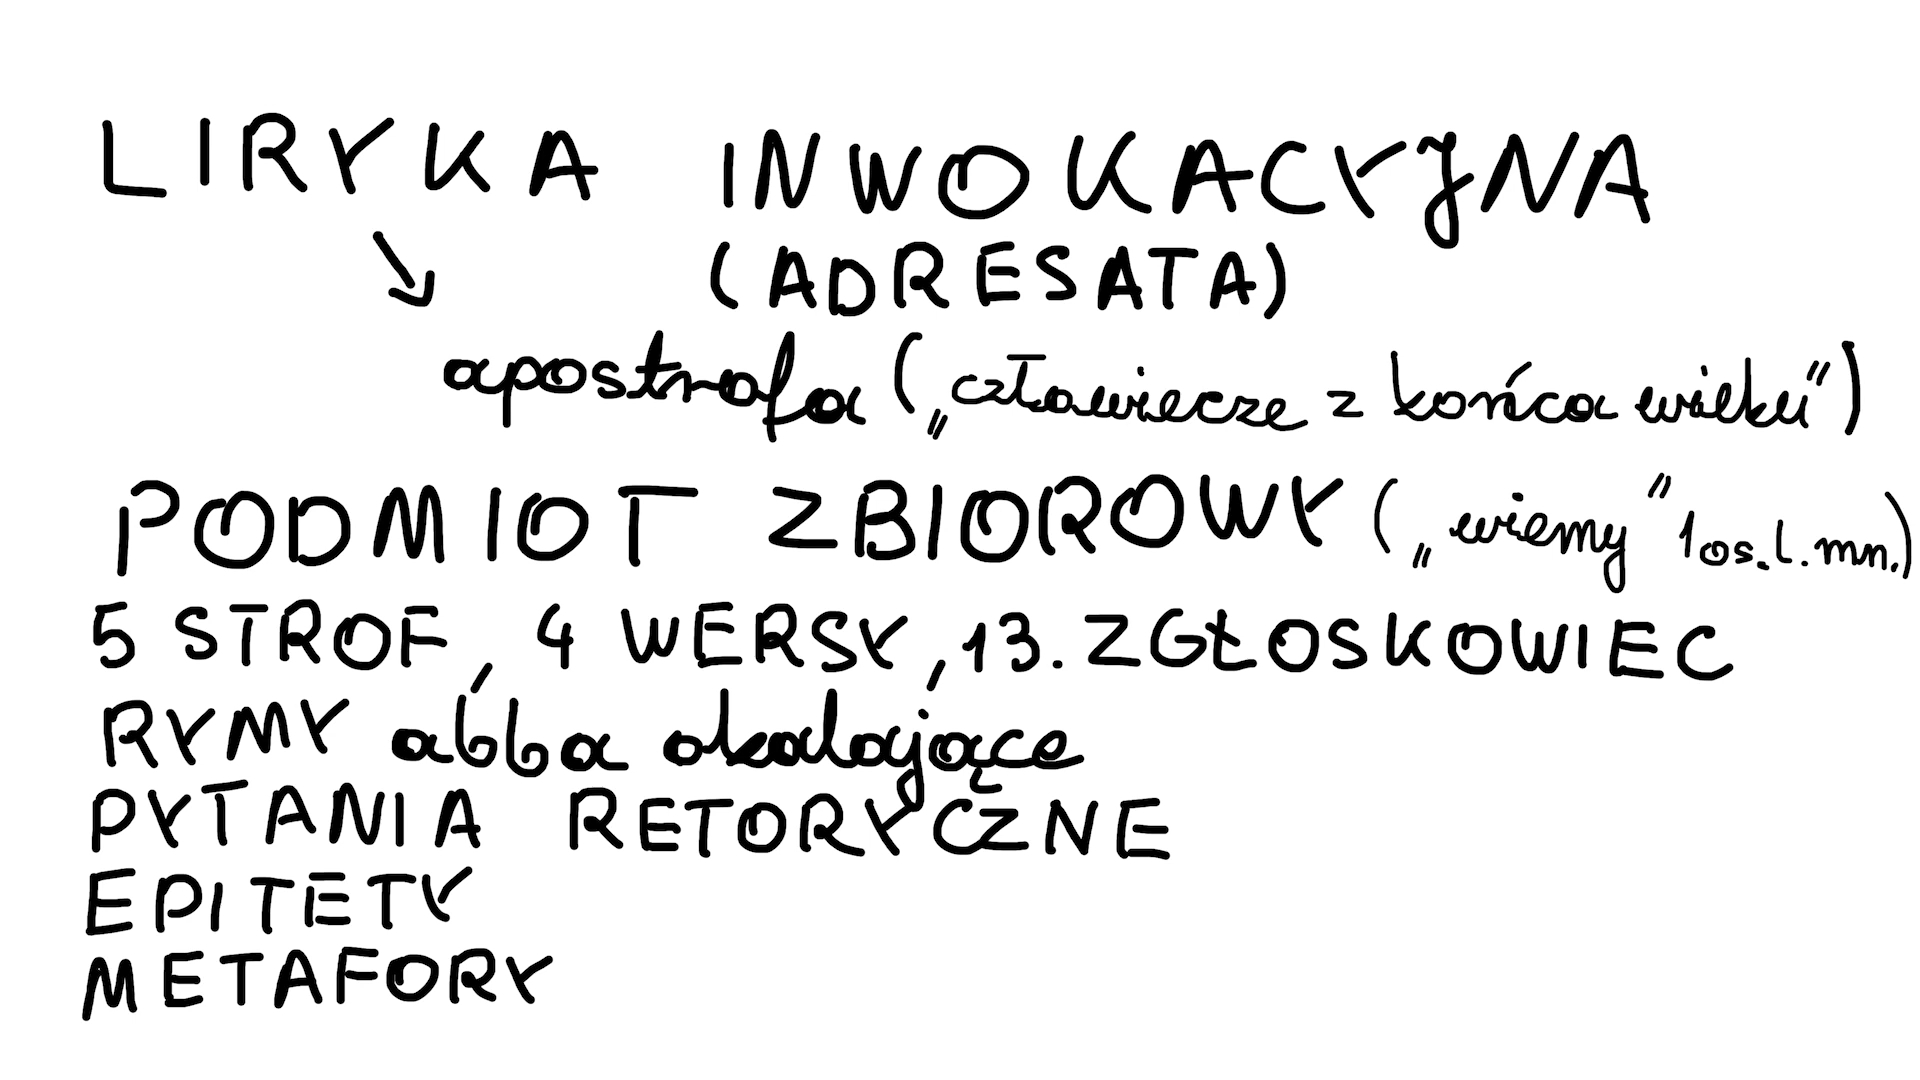 LIRYKA INWOKACYJNA
(ADRESATA)
↘ apostrofa („człowiecze z końca wieku”)
PODMIOT ZBIOROWY („wiemy” 1os.l.mn.)
5 STROF, 4 WERSY, 13.ZGŁOSKOWIEC
RYMY abba okalające
PYTANIA RETORYCZNE
EPITETY
METAFORY